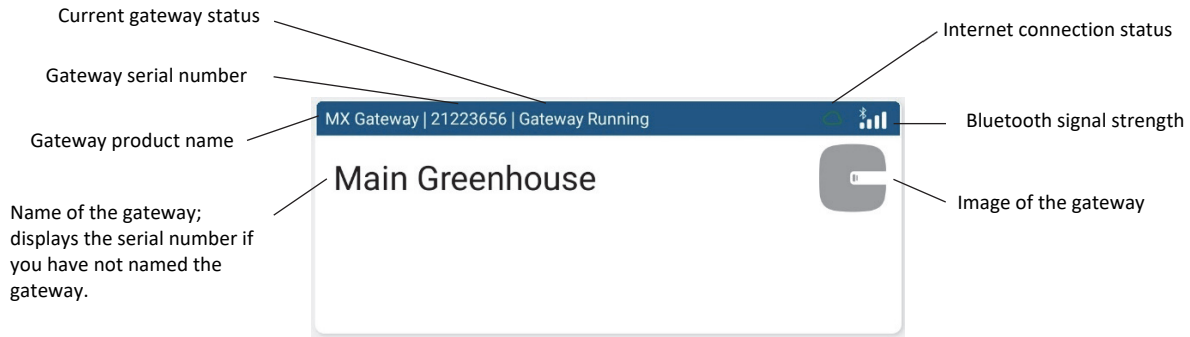 Current gateway status
Internet connection status
Gateway serial number
MX Gateway | 21223656 | Gateway Running
Bluetooth signal strength
Gateway product name
Main Greenhouse
Image of the gateway
Name of the gateway;
displays the serial number if
you have not named the
gateway.